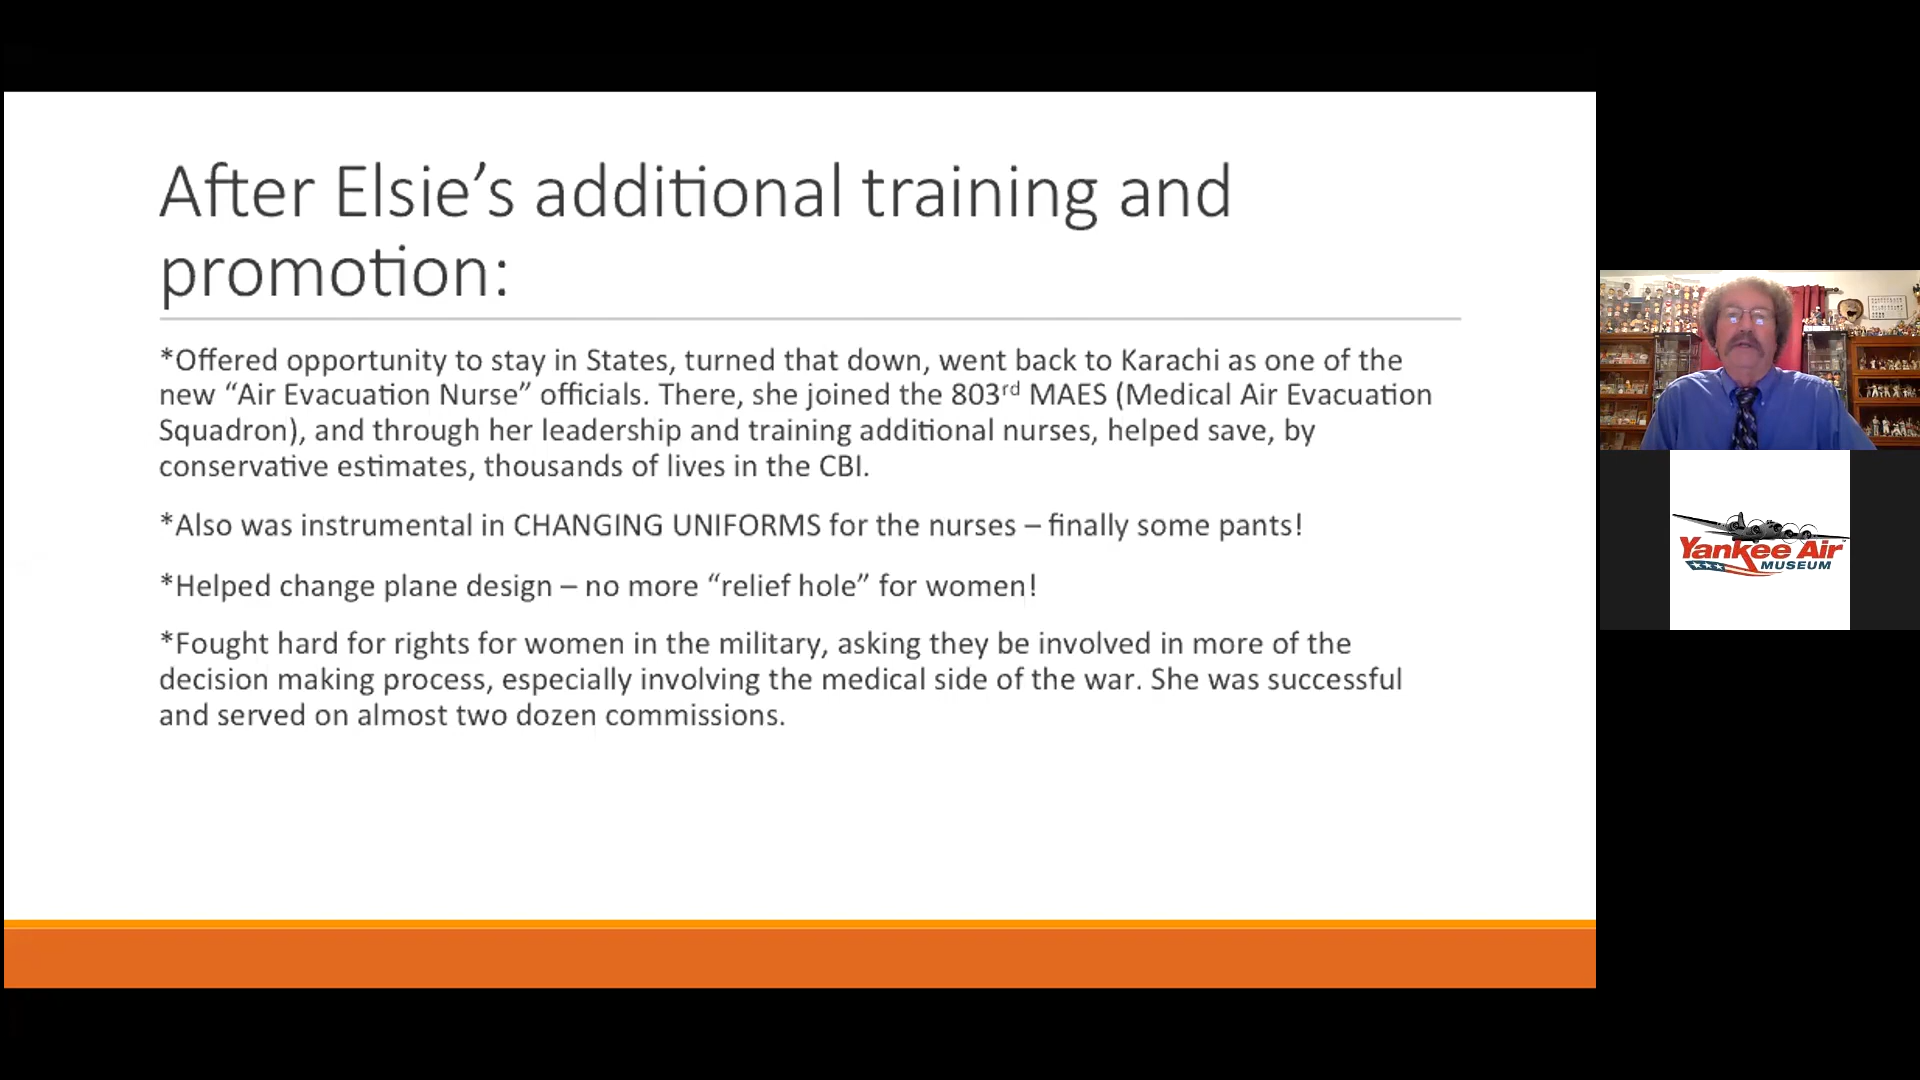 After Elsie’s additional training and
promotion:
*Offered opportunity to stay in States, turned that down, went back to Karachi as one of the
new “Air Evacuation Nurse” officials. There, she joined the 803rd MAES (Medical Air Evacuation
Squadron), and through her leadership and training additional nurses, helped save, by
conservative estimates, thousands of lives in the CBI.
*Also was instrumental in CHANGING UNIFORMS for the nurses – finally some pants!
*Helped change plane design – no more “relief hole” for women!
*Fought hard for rights for women in the military, asking they be involved in more of the
decision making process, especially involving the medical side of the war. She was successful
and served on almost two dozen commissions.
Yankee Air
MUSEUM